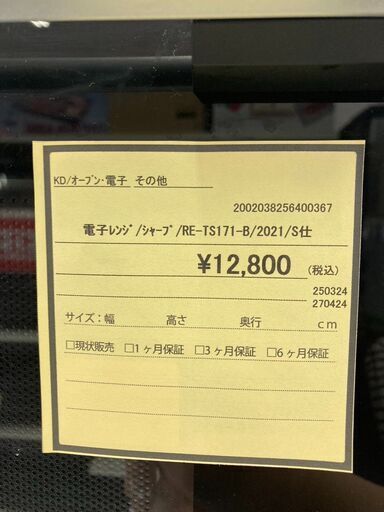 KD/オーブン・電子 その他
2002038256400367
電子レンジ/シャープ/RE-TS171-B/2021/S仕
¥12,800 (税込)
250324
270424
サイズ：幅 高さ 奥行 cm
□現状販売 □1ヶ月保証 □3ヶ月保証 □6ヶ月保証